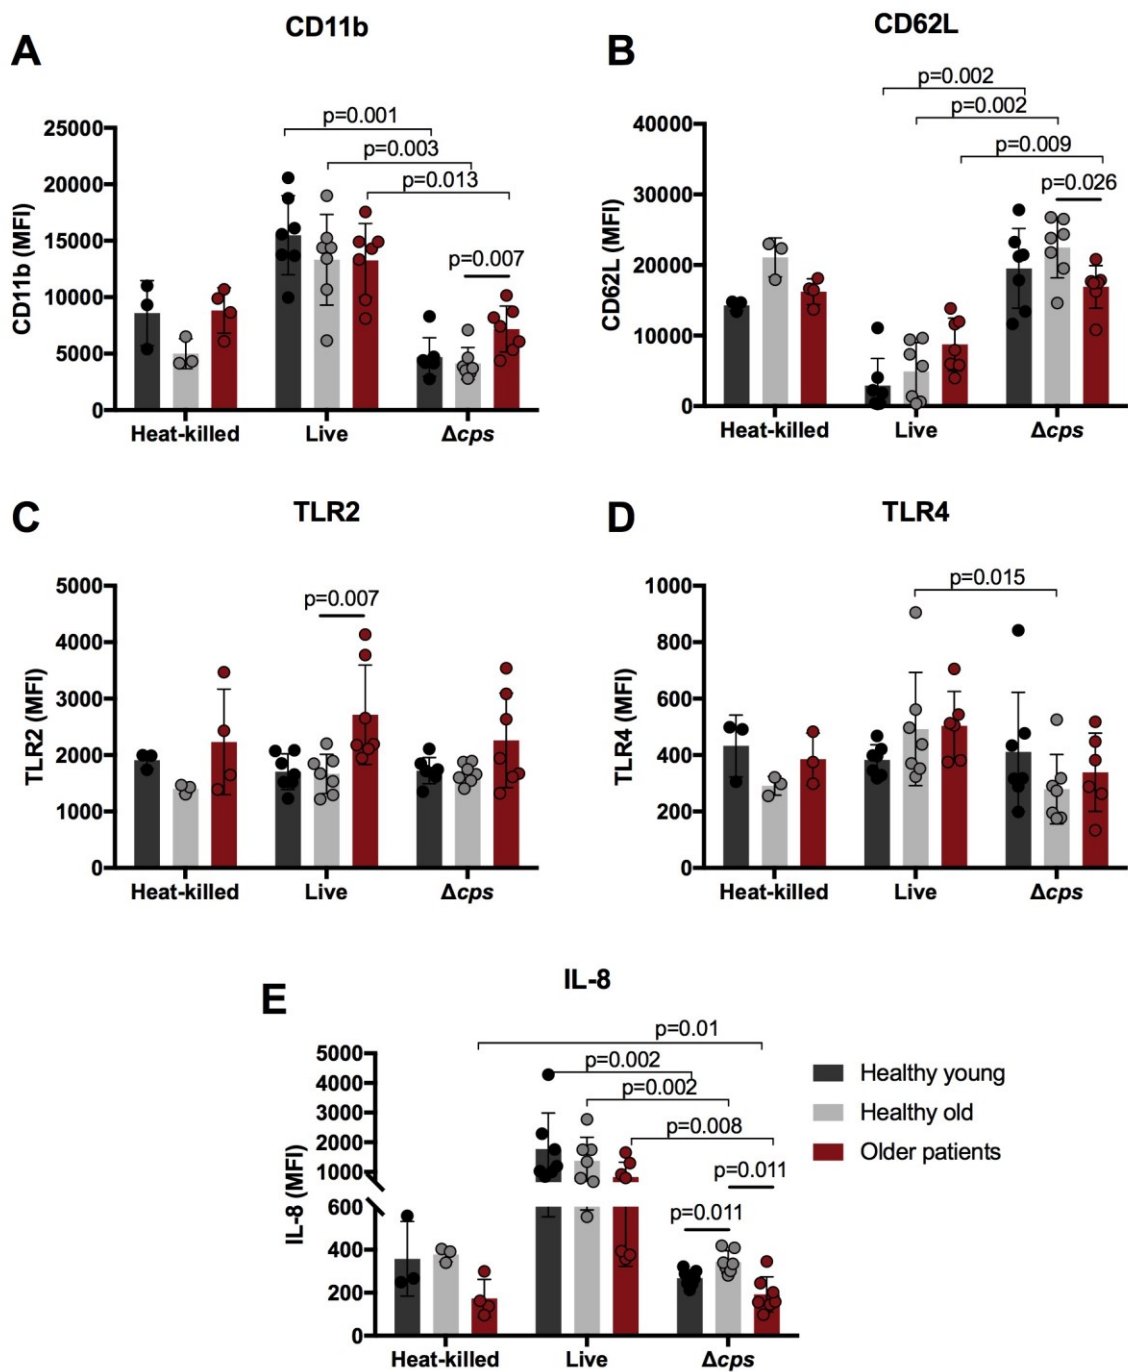 A
CD11b
p=0.001
p=0.003
p=0.013
p=0.007
CD11b (MFI)
25000
20000
15000
10000
5000
0
Heat-killed Live Δcps
B
CD62L
p=0.002
p=0.002
p=0.009
p=0.026
CD62L (MFI)
40000
30000
20000
10000
0
Heat-killed Live Δcps
C
TLR2
p=0.007
TLR2 (MFI)
5000
4000
3000
2000
1000
0
Heat-killed Live Δcps
D
TLR4
p=0.015
TLR4 (MFI)
1000
800
600
400
200
0
Heat-killed Live Δcps
E
IL-8
p=0.01
p=0.002
p=0.002
p=0.008
p=0.011
p=0.011
IL-8 (MFI)
5000
4000
3000
2000
1000
600
400
200
0
Heat-killed Live Δcps
Healthy young
Healthy old
Older patients